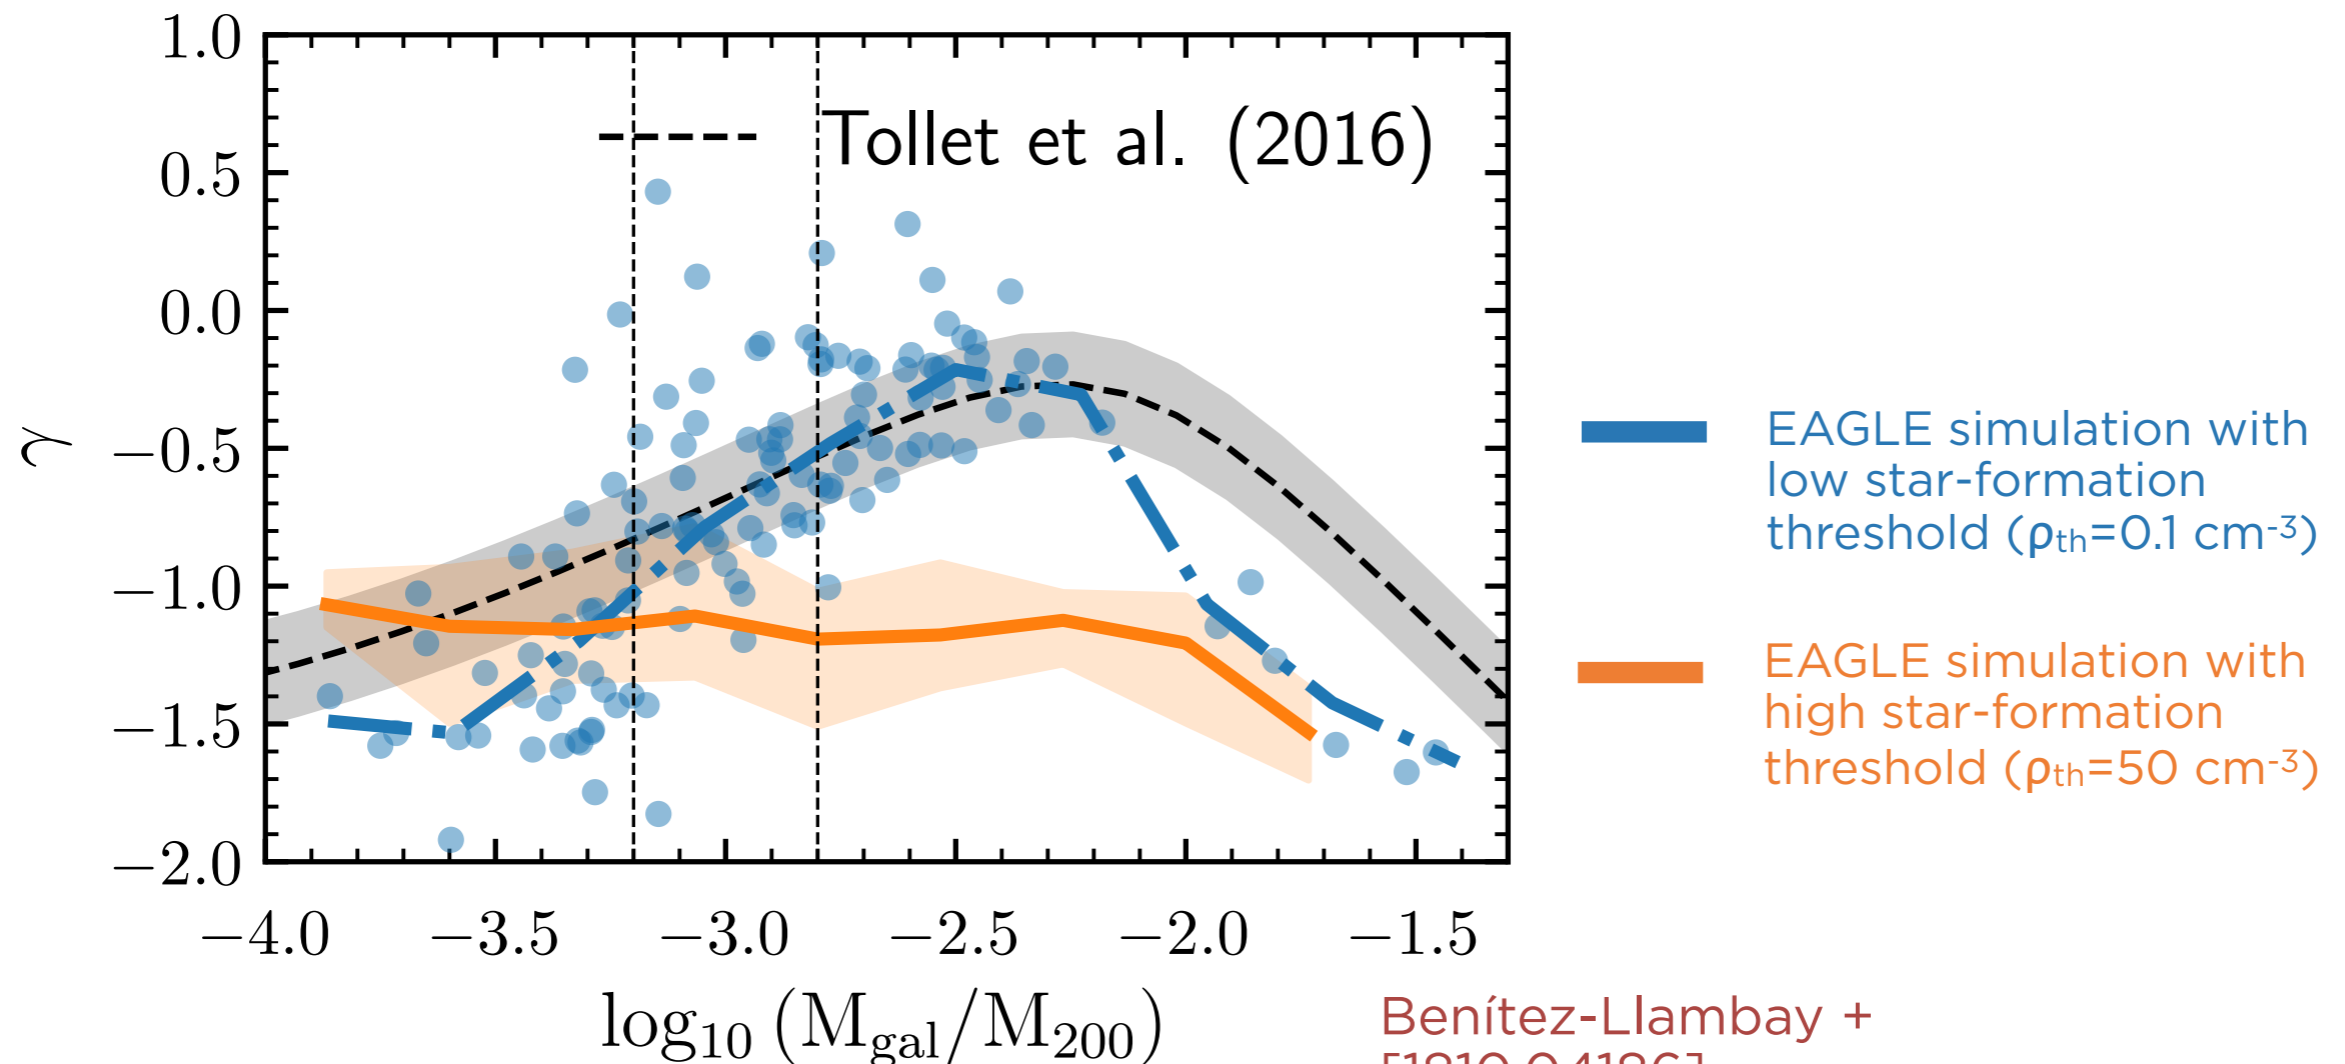 1.0
0.5
0.0
−0.5
−1.0
−1.5
−2.0
γ
−4.0 −3.5 −3.0 −2.5 −2.0 −1.5
log₁₀ (M_gal/M₂₀₀)
Tollet et al. (2016)
EAGLE simulation with
low star-formation
threshold (ρth=0.1 cm⁻³)
EAGLE simulation with
high star-formation
threshold (ρth=50 cm⁻³)
Benítez-Llambay +
[1810.04186]